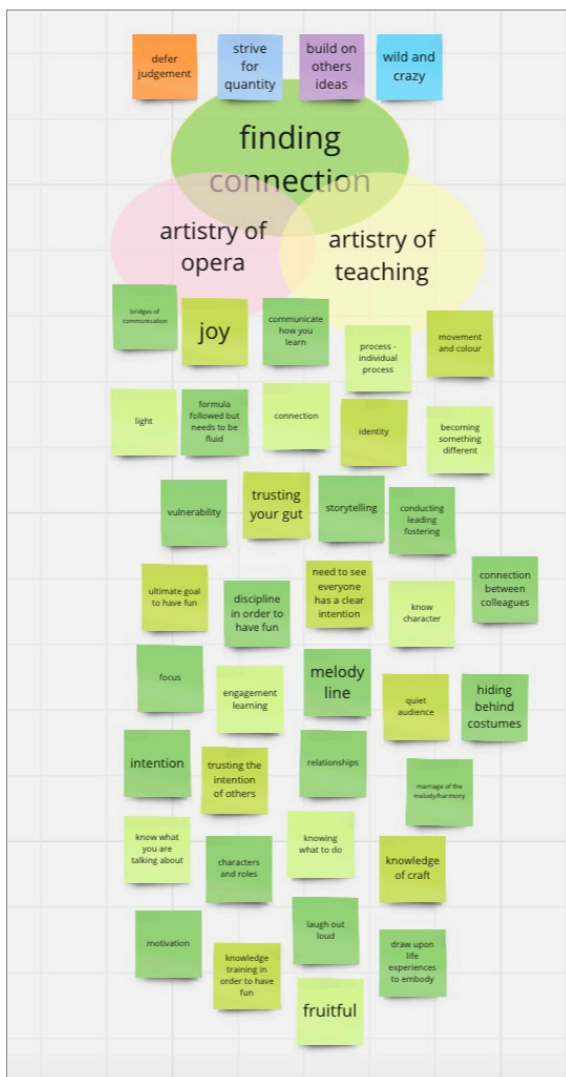 defer
judgement
strive
for
quantity
build on
others
ideas
wild and
crazy
finding
connection
artistry of
opera
artistry of
teaching
bridges of
communication
joy
communicate
how you
learn
process -
individual
process
movement
and colour
light
formula
followed but
needs to be
fluid
connection
identity
becoming
something
different
vulnerability
trusting
your gut
storytelling
conducting
leading
fostering
ultimate goal
to have fun
discipline
in order to
have fun
need to see
everyone
has a clear
intention
know
character
connection
between
colleagues
focus
engagement
learning
melody
line
quiet
audience
hiding
behind
costumes
intention
trusting the
intention
of others
relationships
marriage of the
melody/harmony
know what
you are
talking about
characters
and roles
knowing
what to do
knowledge
of craft
motivation
knowledge
training in
order to have
fun
laugh out
loud
draw upon
life
experiences
to embody
fruitful